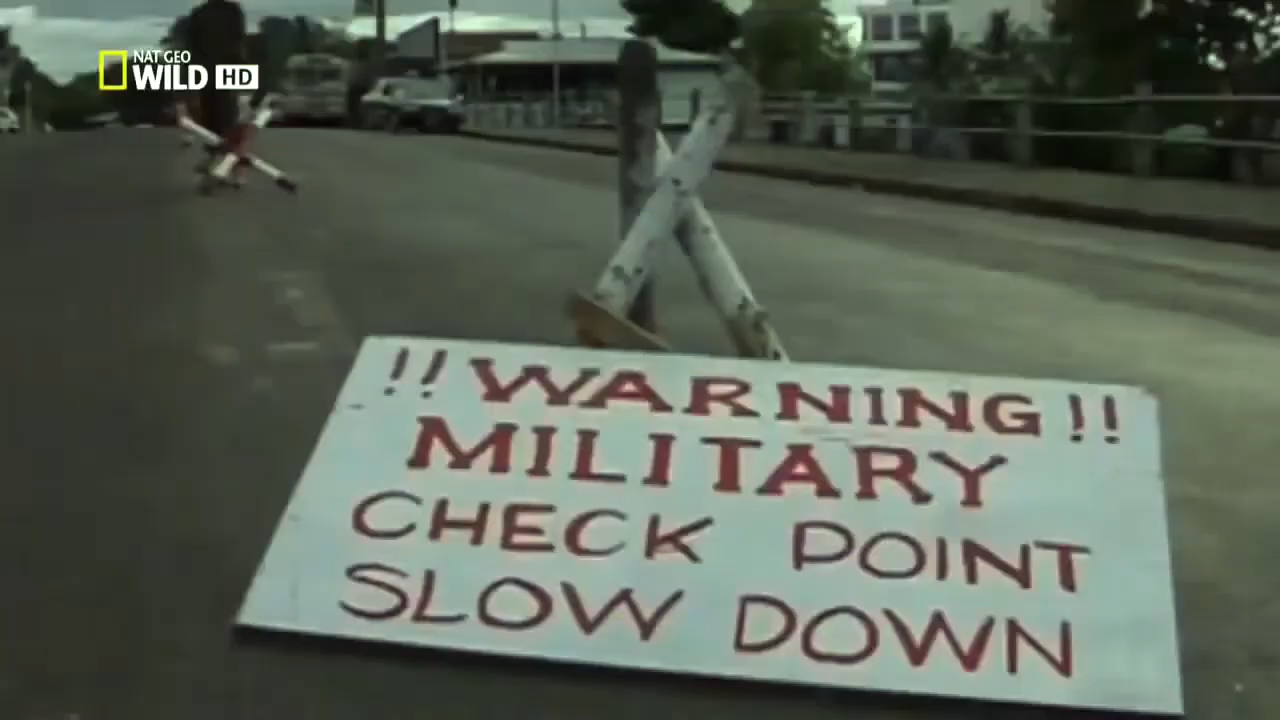 NAT GEO
WILD HD
!! WARNING !!
MILITARY
CHECK POINT
SLOW DOWN